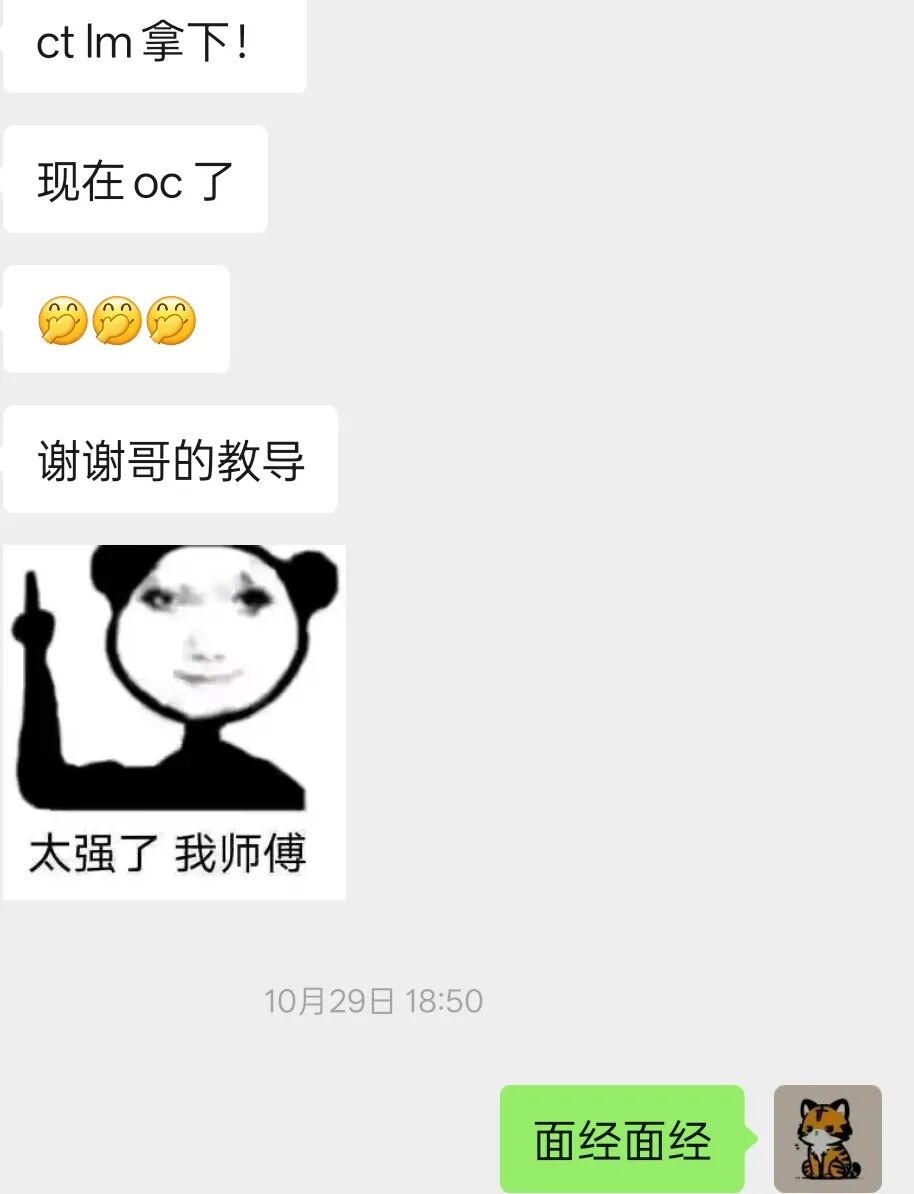 ct lm 拿下！
现在 oc 了
🤭🤭🤭
谢谢哥的教导
太强了 我师傅
10月29日 18:50
面经面经